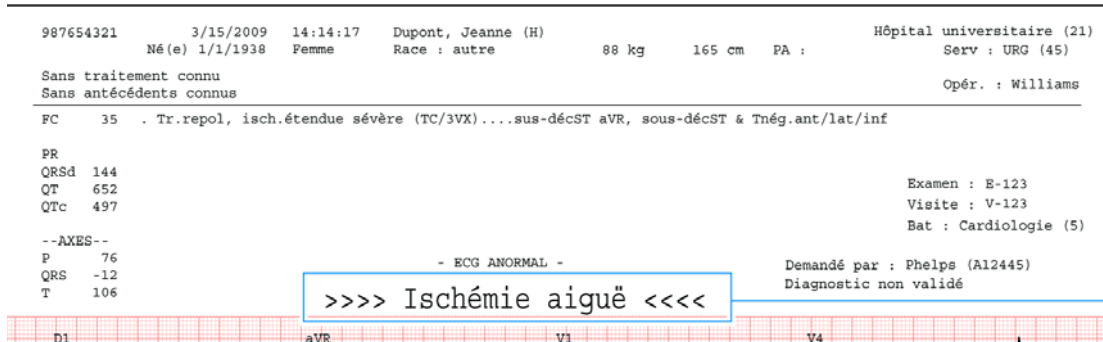 987654321 3/15/2009 14:14:17 Dupont, Jeanne (H) Hôpital universitaire (21)
Né(e) 1/1/1938 Femme Race : autre 88 kg 165 cm PA : Serv : URG (45)
Sans traitement connu
Sans antécédents connus
Opér. : Williams
FC 35 . Tr.repol, isch.étendue sévère (TC/3VX)....sus-décST aVR, sous-décST & Tnég.ant/lat/inf
PR
QRSd 144
QT 652
QTc 497
Examen : E-123
Visite : V-123
Bat : Cardiologie (5)
--AXES--
P 76
QRS -12
T 106
- ECG ANORMAL -
>>>> Ischémie aiguë <<<<
Demandé par : Phelps (A12445)
Diagnostic non validé
D1 aVR V1 V4